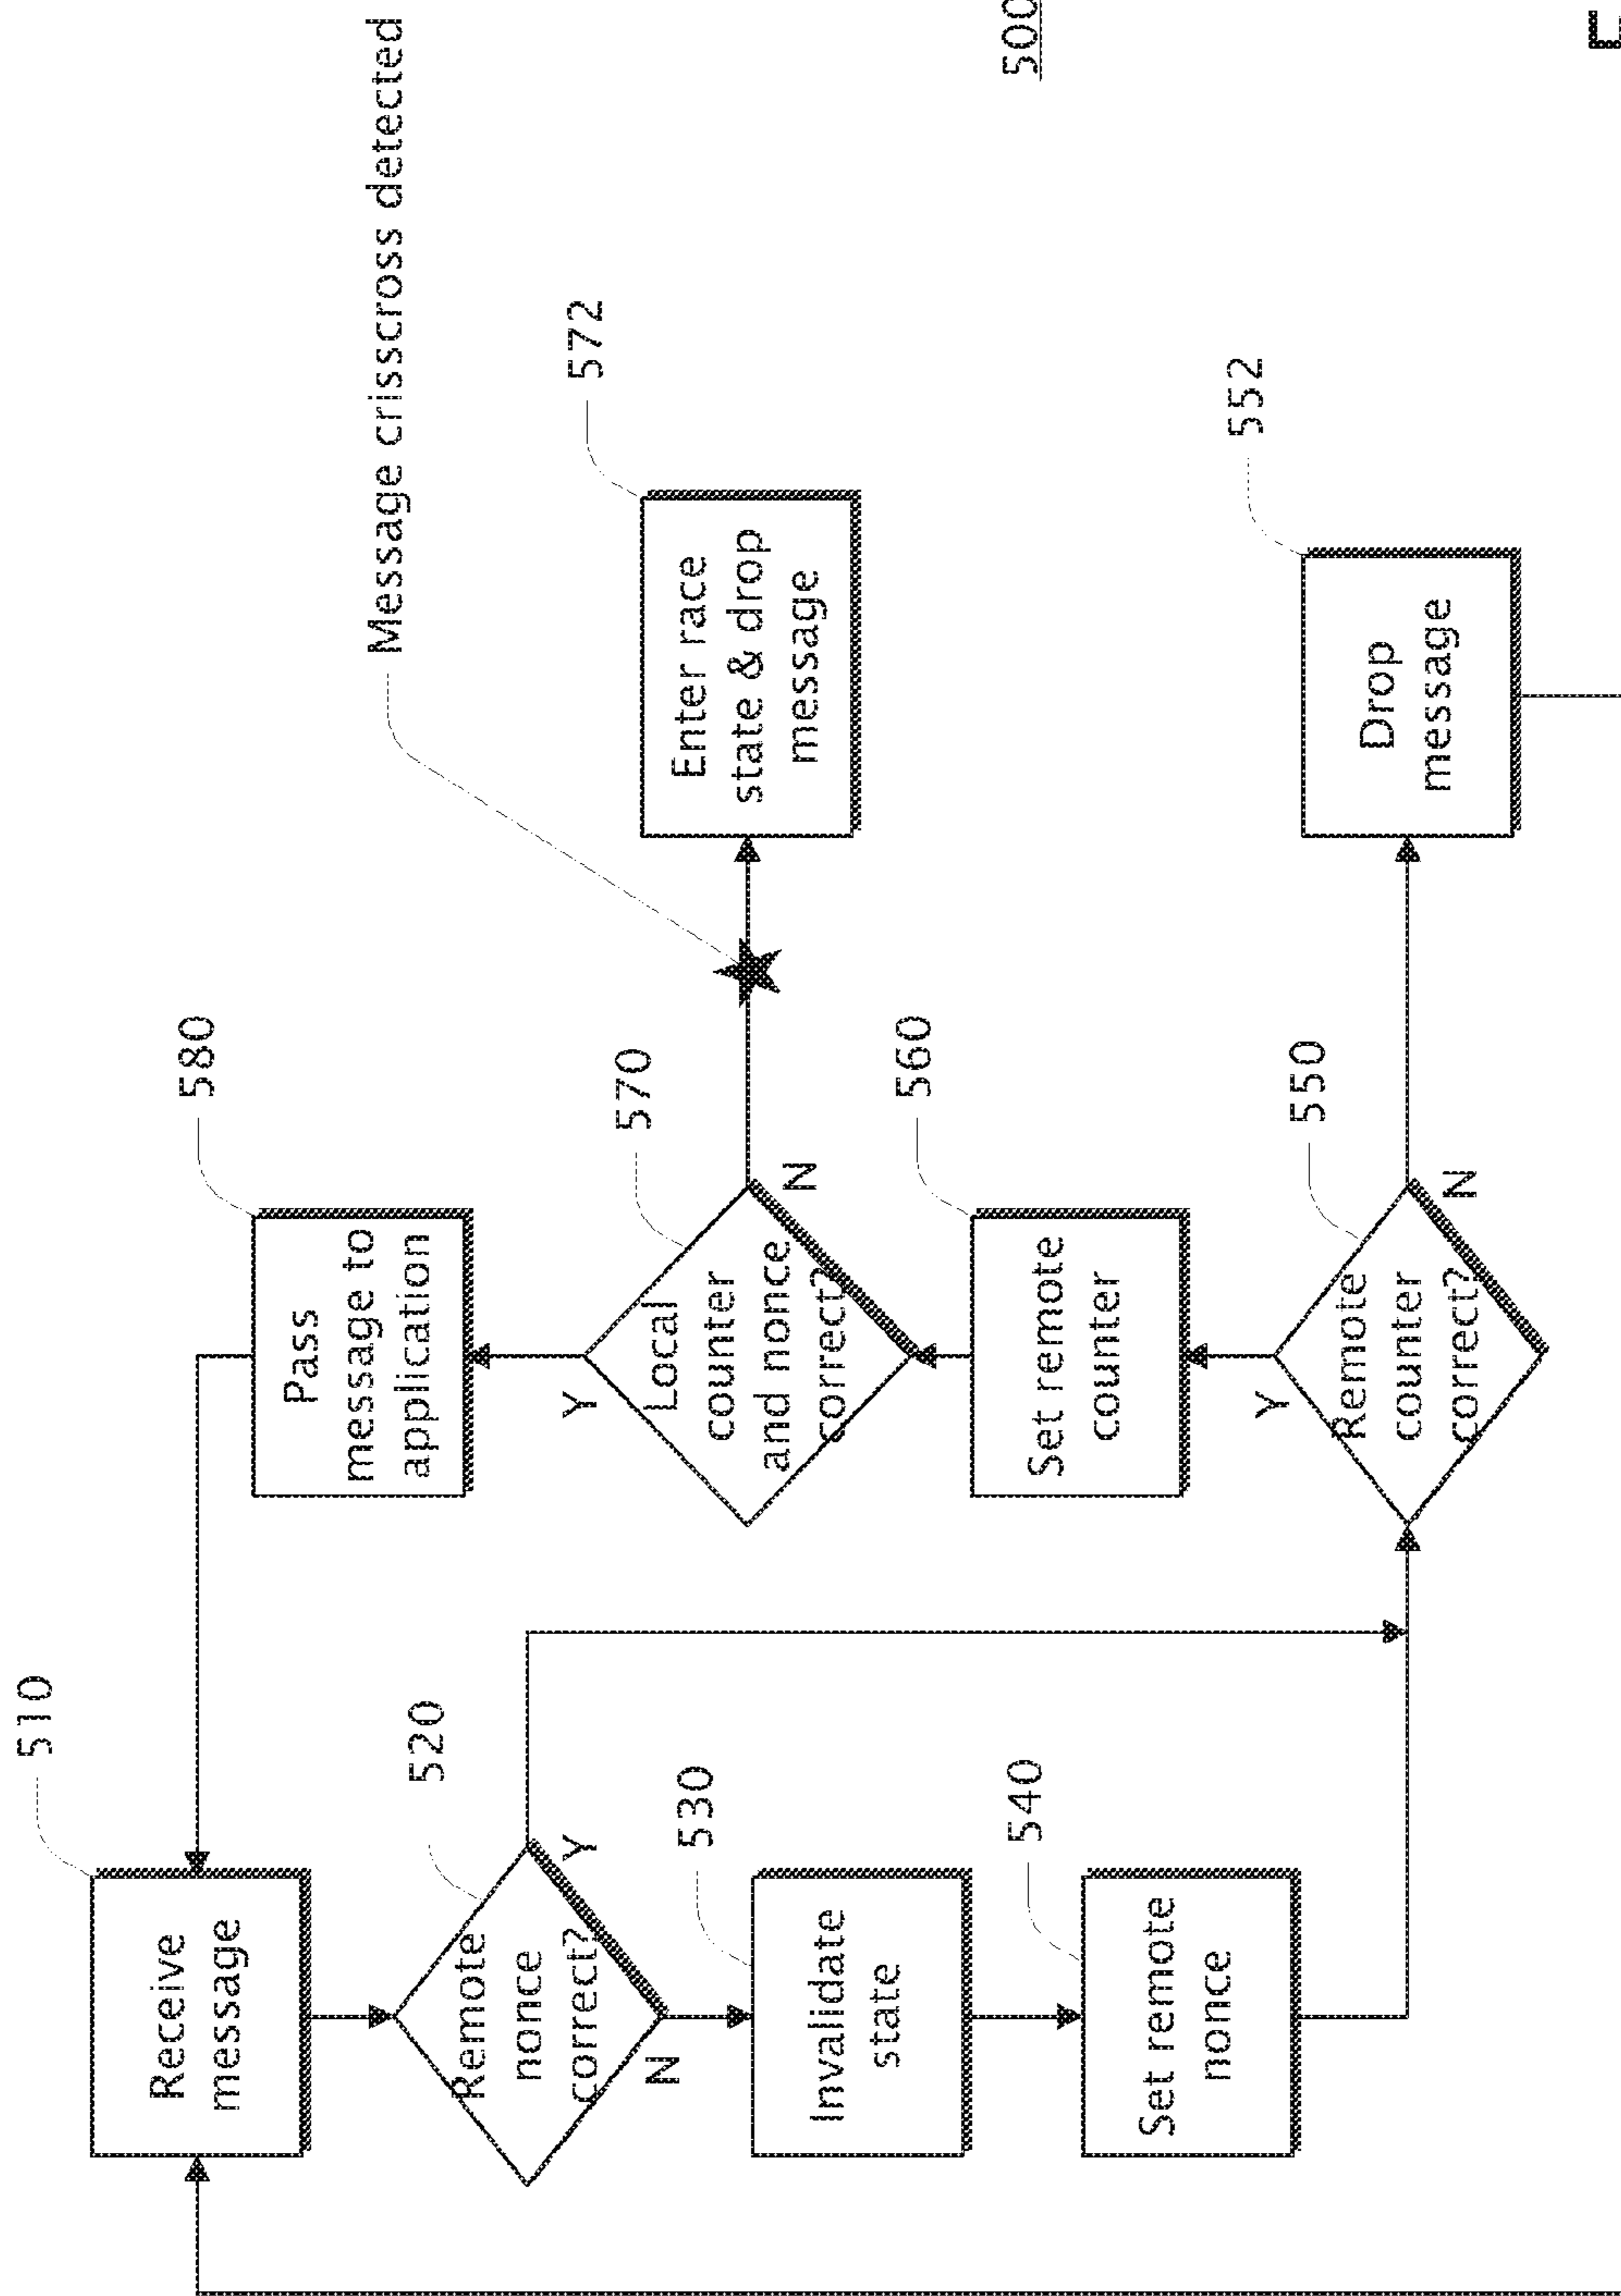 510
Receive
message
520
Remote
nonce
correct?
Y
N
530
Invalidate
state
540
Set remote
nonce
550
Remote
counter
correct?
Y
N
552
Drop
message
560
Set remote
counter
570
Local
counter
and nonce
correct?
Y
N
Message crisscross detected
572
Enter race
state & drop
message
580
Pass
message to
application
500